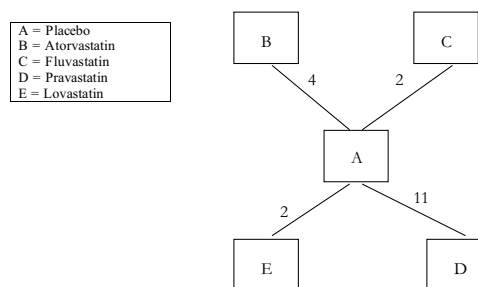 A = Placebo
B = Atorvastatin
C = Fluvastatin
D = Pravastatin
E = Lovastatin
B
C
4
2
A
2
11
E
D